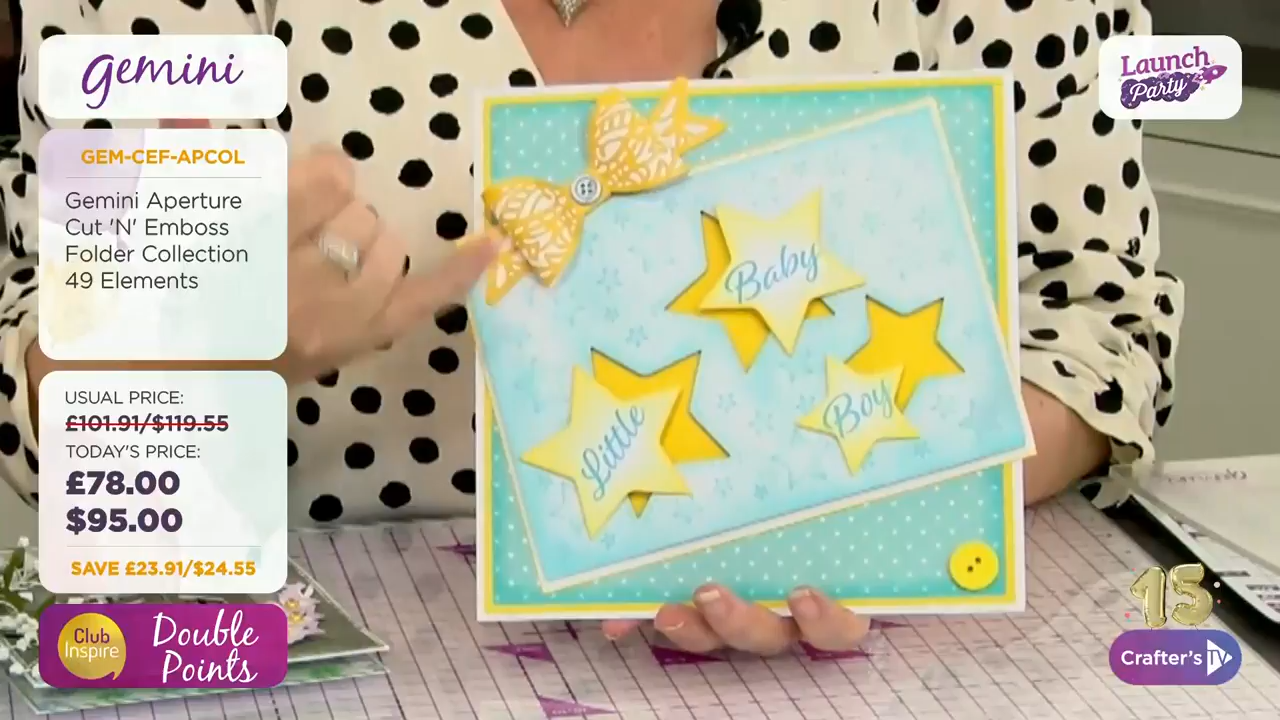 gemini
GEM-CEF-APCOL
Gemini Aperture
Cut 'N' Emboss
Folder Collection
49 Elements
USUAL PRICE:
£101.91/$119.55
TODAY'S PRICE:
£78.00
$95.00
SAVE £23.91/$24.55
Club
Inspire
Double
Points
Baby
Little
Boy
Launch
Party
15
Crafter's TV